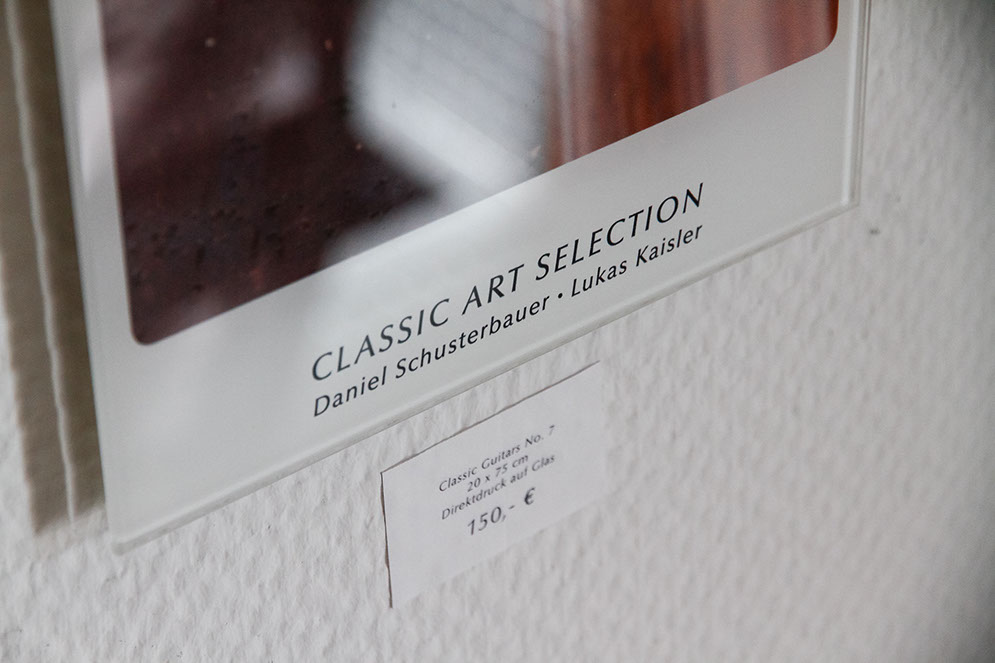 CLASSIC ART SELECTION
Daniel Schusterbauer • Lukas Kaisler
Classic Guitars No. 7
20 x 75 cm
Direktdruck auf Glas
150,- €